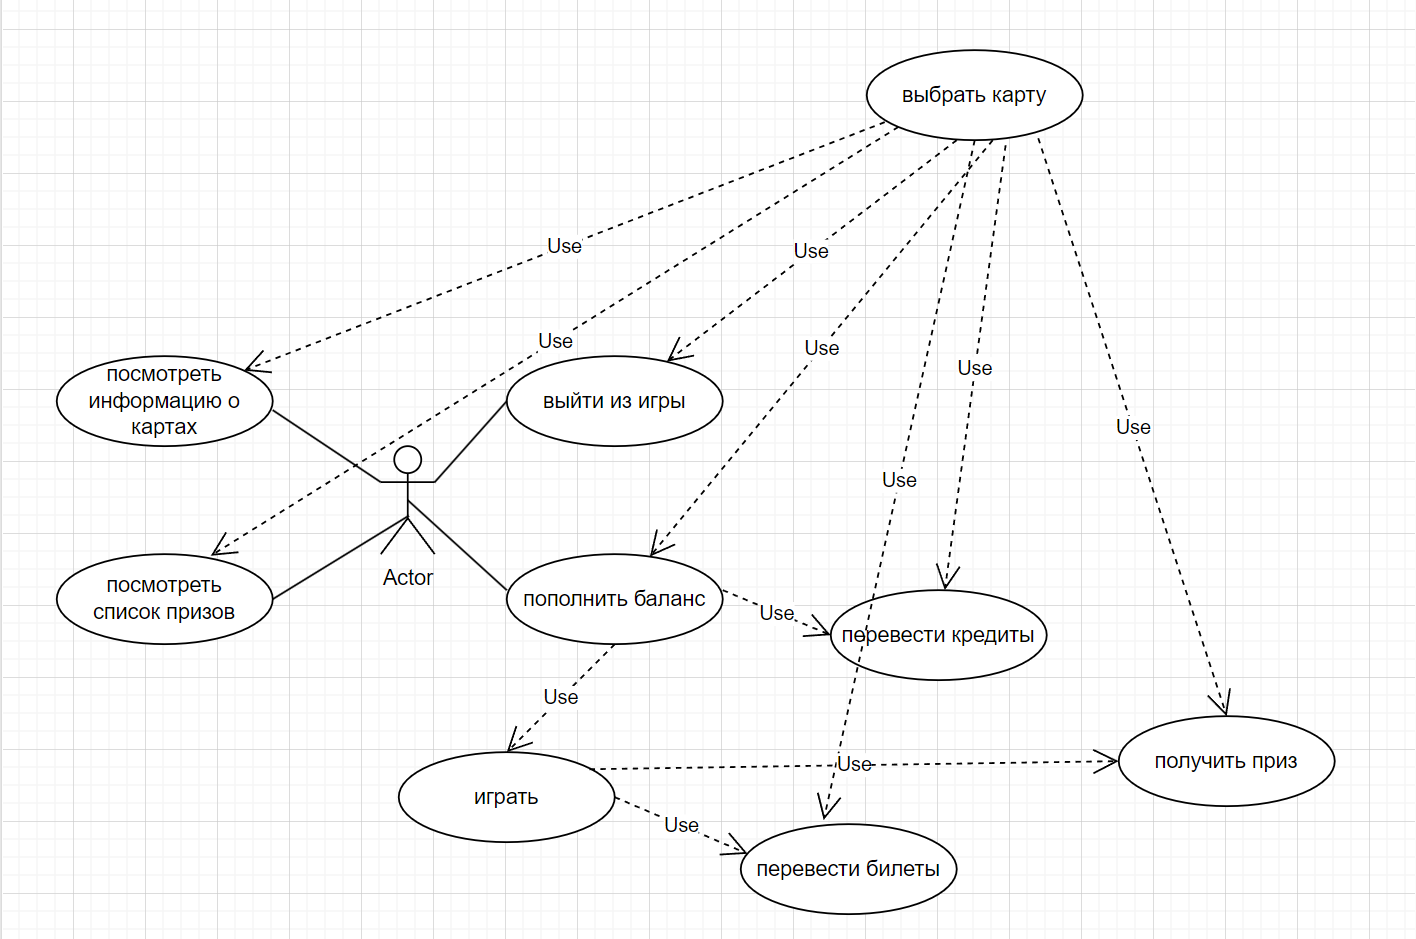 выбрать карту
Use
Use
Use
Use
Use
Use
Use
посмотреть
информацию о
картах
выйти из игры
Actor
посмотреть
список призов
пополнить баланс
Use
перевести кредиты
Use
играть
Use
получить приз
Use
перевести билеты